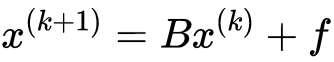 x^{(k+1)} = Bx^{(k)} + f